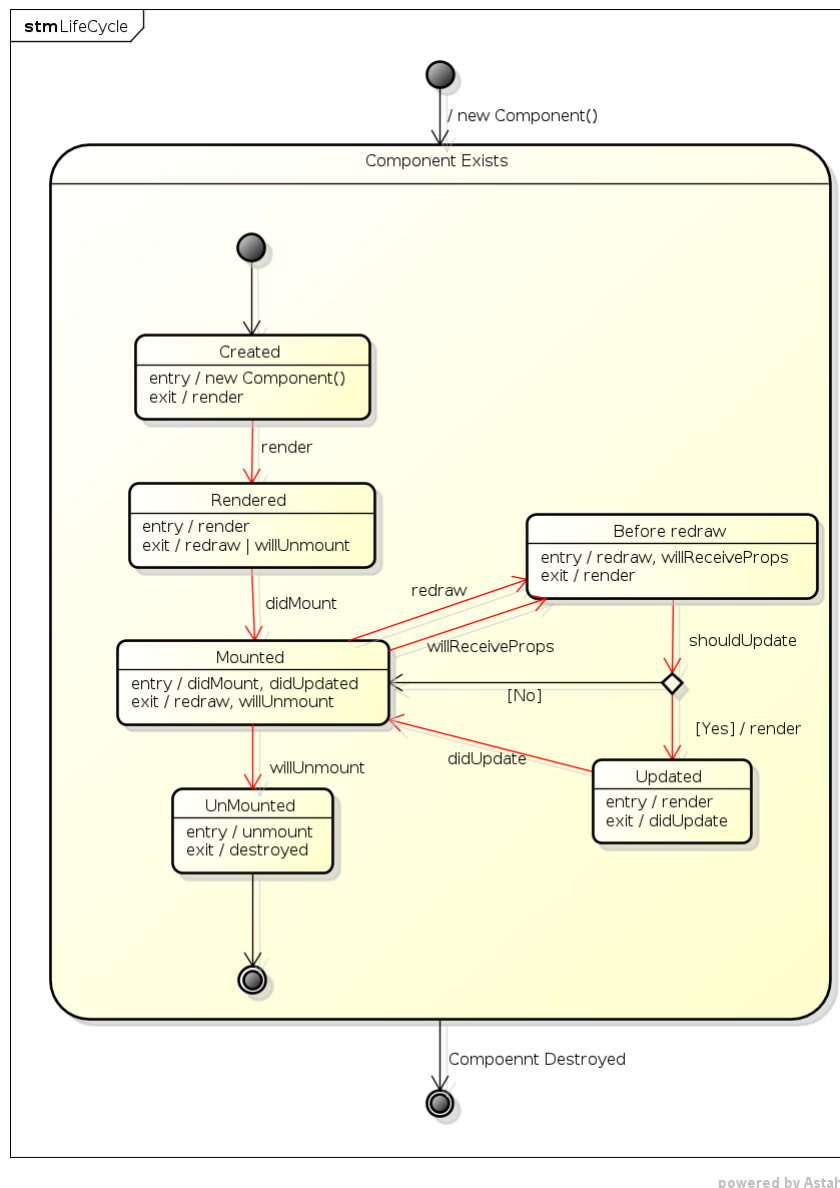 stm LifeCycle
/ new Component()
Component Exists
Created
entry / new Component()
exit / render
render
Rendered
entry / render
exit / redraw | willUnmount
Before redraw
entry / redraw, willReceiveProps
exit / render
redraw
didMount
willReceiveProps
shouldUpdate
Mounted
entry / didMount, didUpdated
exit / redraw, willUnmount
[No]
[Yes] / render
didUpdate
willUnmount
Updated
entry / render
exit / didUpdate
UnMounted
entry / unmount
exit / destroyed
Compoennt Destroyed
powered by Astah